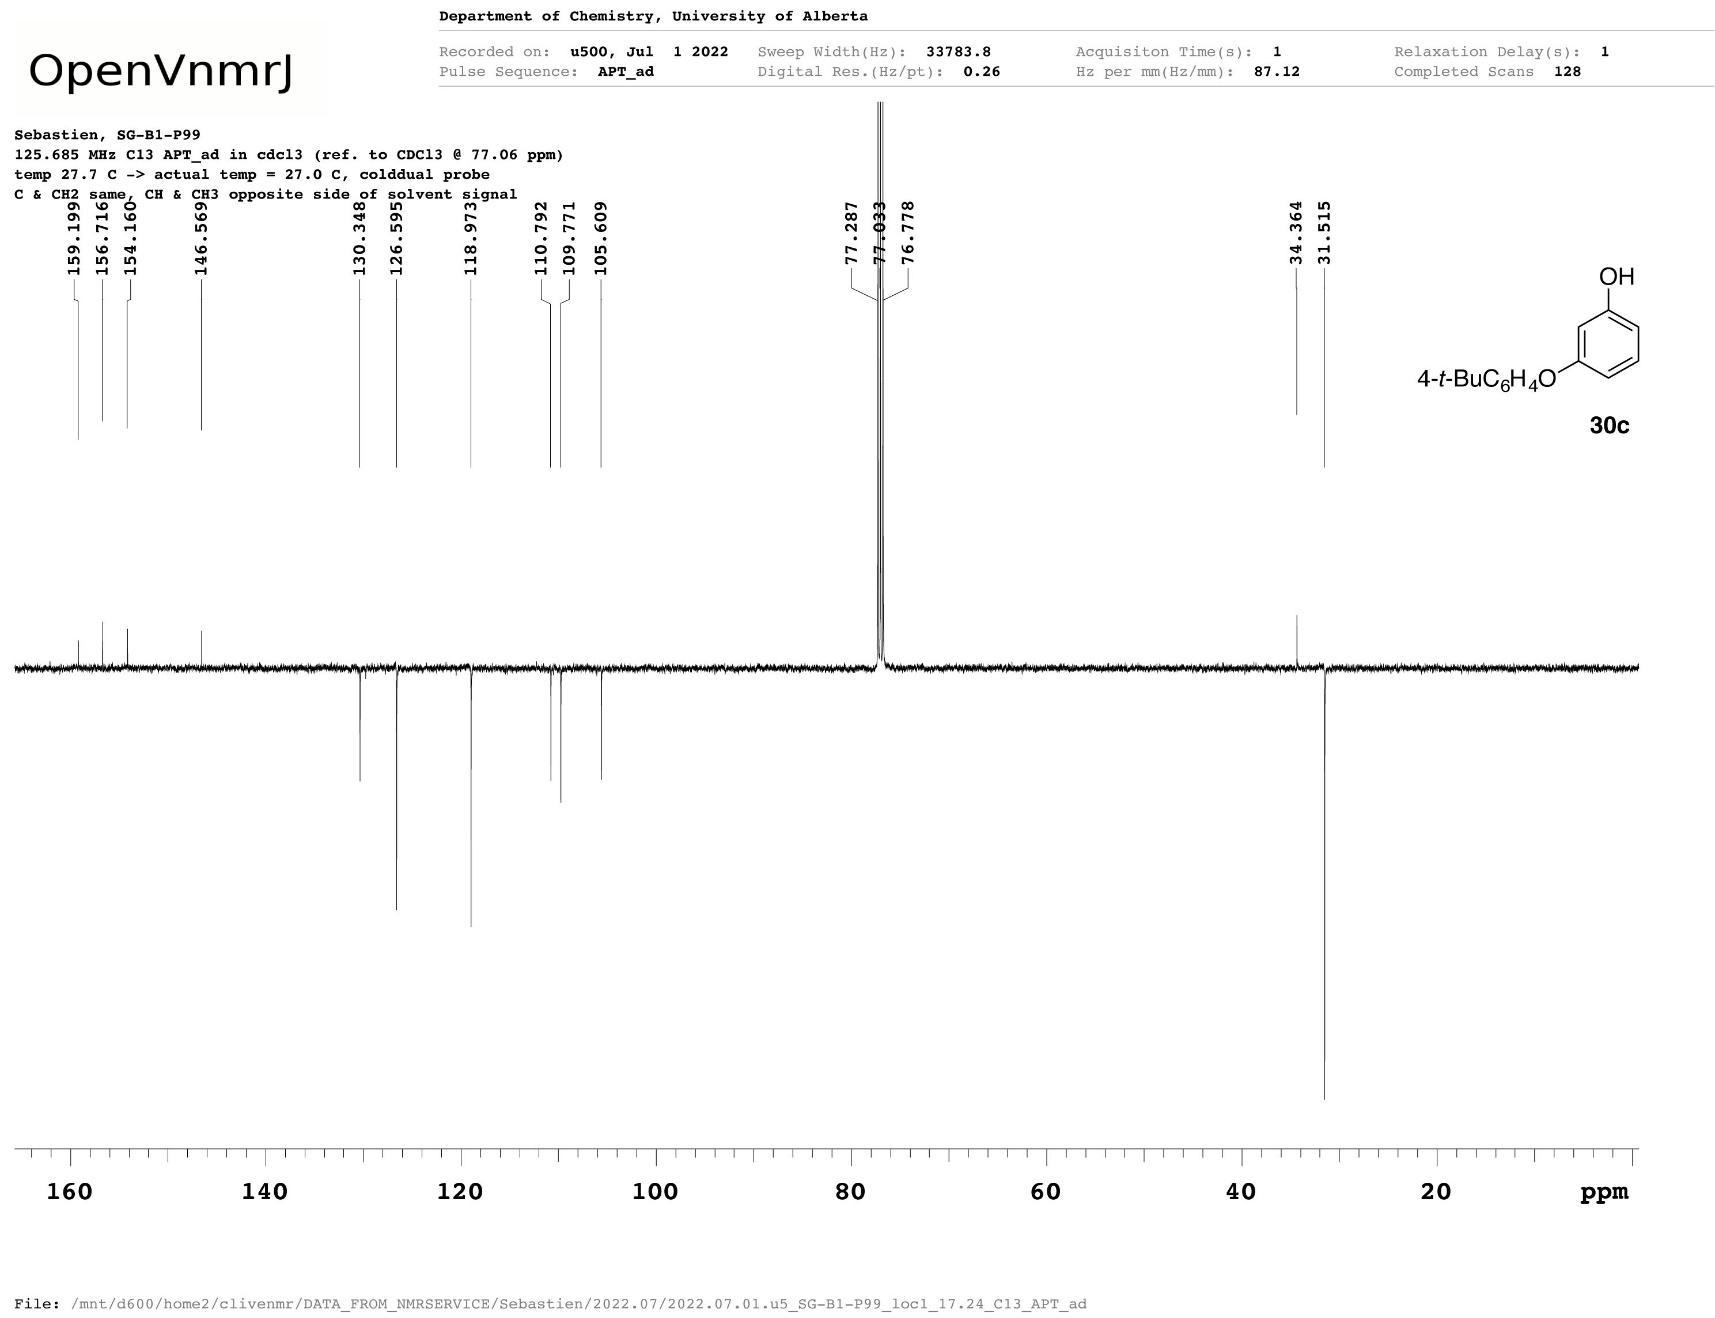 Department of Chemistry, University of Alberta
OpenVnmrJ
Recorded on: u500, Jul 1 2022 Sweep Width(Hz): 33783.8 Acquisiton Time(s): 1 Relaxation Delay(s): 1
Pulse Sequence: APT_ad Digital Res.(Hz/pt): 0.26 Hz per mm(Hz/mm): 87.12 Completed Scans 128
Sebastien, SG-B1-P99
125.685 MHz C13 APT_ad in cdcl3 (ref. to CDCl3 @ 77.06 ppm)
temp 27.7 C -> actual temp = 27.0 C, colddual probe
C & CH2 same, CH & CH3 opposite side of solvent signal
159.199
156.716
154.160
146.569
130.348
126.595
118.973
110.792
109.771
105.609
77.287
77.033
76.778
34.364
31.515
OH
4-t-BuC6H4O
30c
160 140 120 100 80 60 40 20 ppm
File: /mnt/d600/home2/clivenmr/DATA_FROM_NMRSERVICE/Sebastien/2022.07/2022.07.01.u5_SG-B1-P99_loc1_17.24_C13_APT_ad